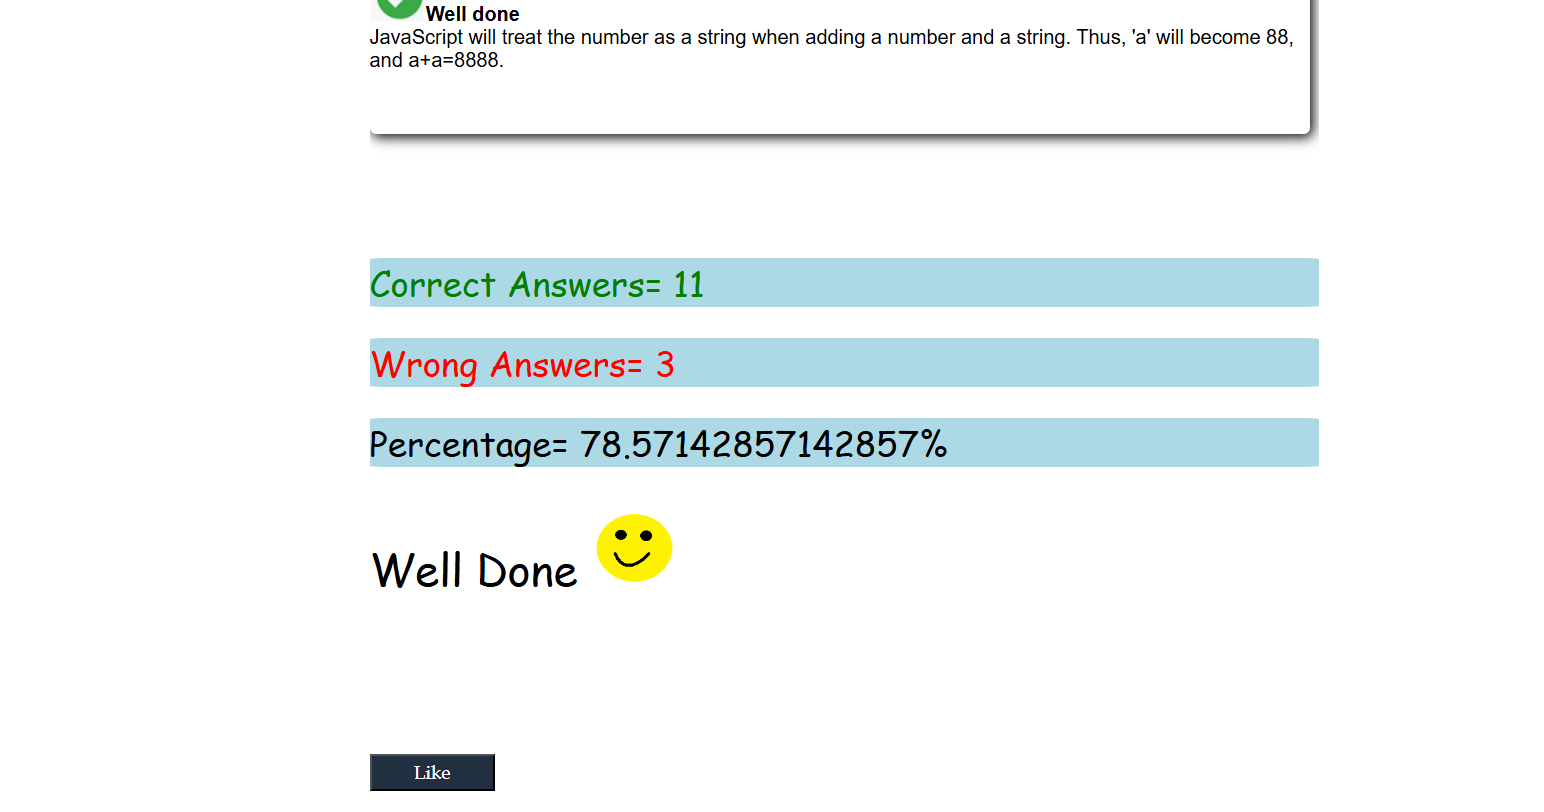 Well done
JavaScript will treat the number as a string when adding a number and a string. Thus, 'a' will become 88,
and a+a=8888.
Correct Answers= 11
Wrong Answers= 3
Percentage= 78.57142857142857%
Well Done
Like